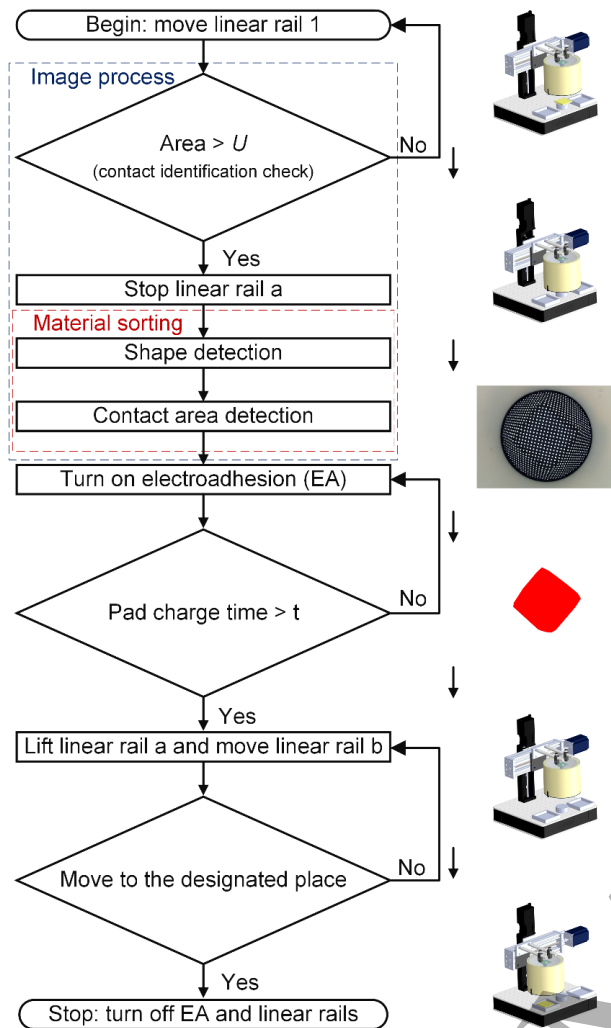 Begin: move linear rail 1
Image process
Area > U
(contact identification check)
No
Yes
Stop linear rail a
Material sorting
Shape detection
Contact area detection
Turn on electroadhesion (EA)
Pad charge time > t
No
Yes
Lift linear rail a and move linear rail b
Move to the designated place
No
Yes
Stop: turn off EA and linear rails